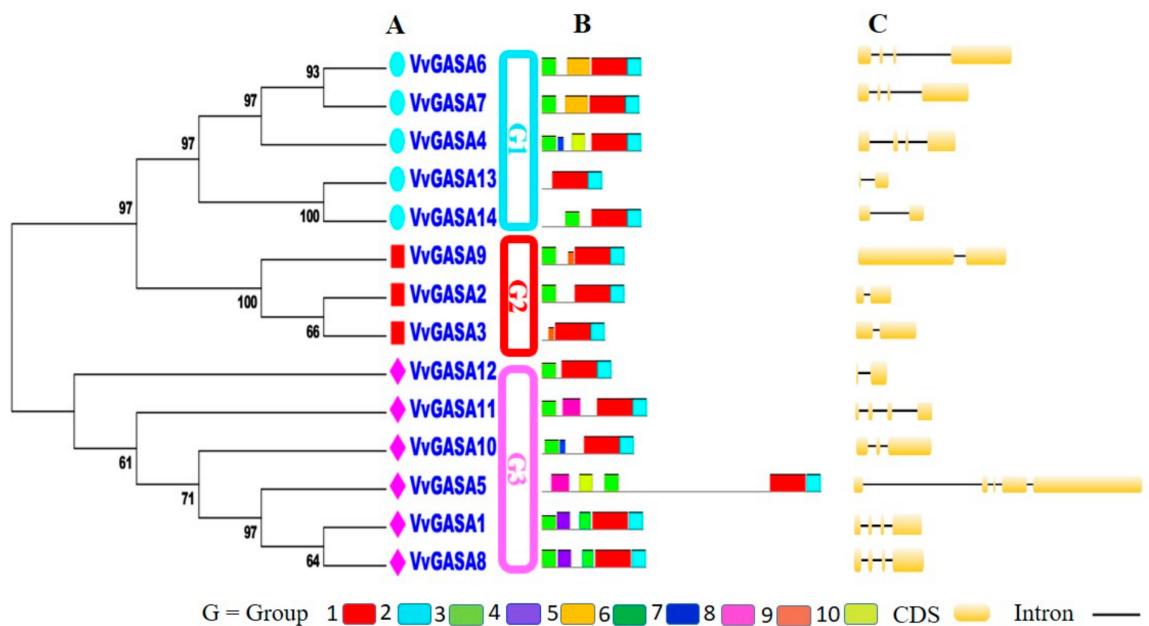 A B C
93 VvGASA6
97 VvGASA7
97 VvGASA4
G1
VvGASA13
97 100 VvGASA14
VvGASA9
100 VvGASA2
G2
66 VvGASA3
VvGASA12
VvGASA11
61 VvGASA10
G3
71 VvGASA5
97 VvGASA1
64 VvGASA8
G = Group 1 2 3 4 5 6 7 8 9 10 CDS Intron